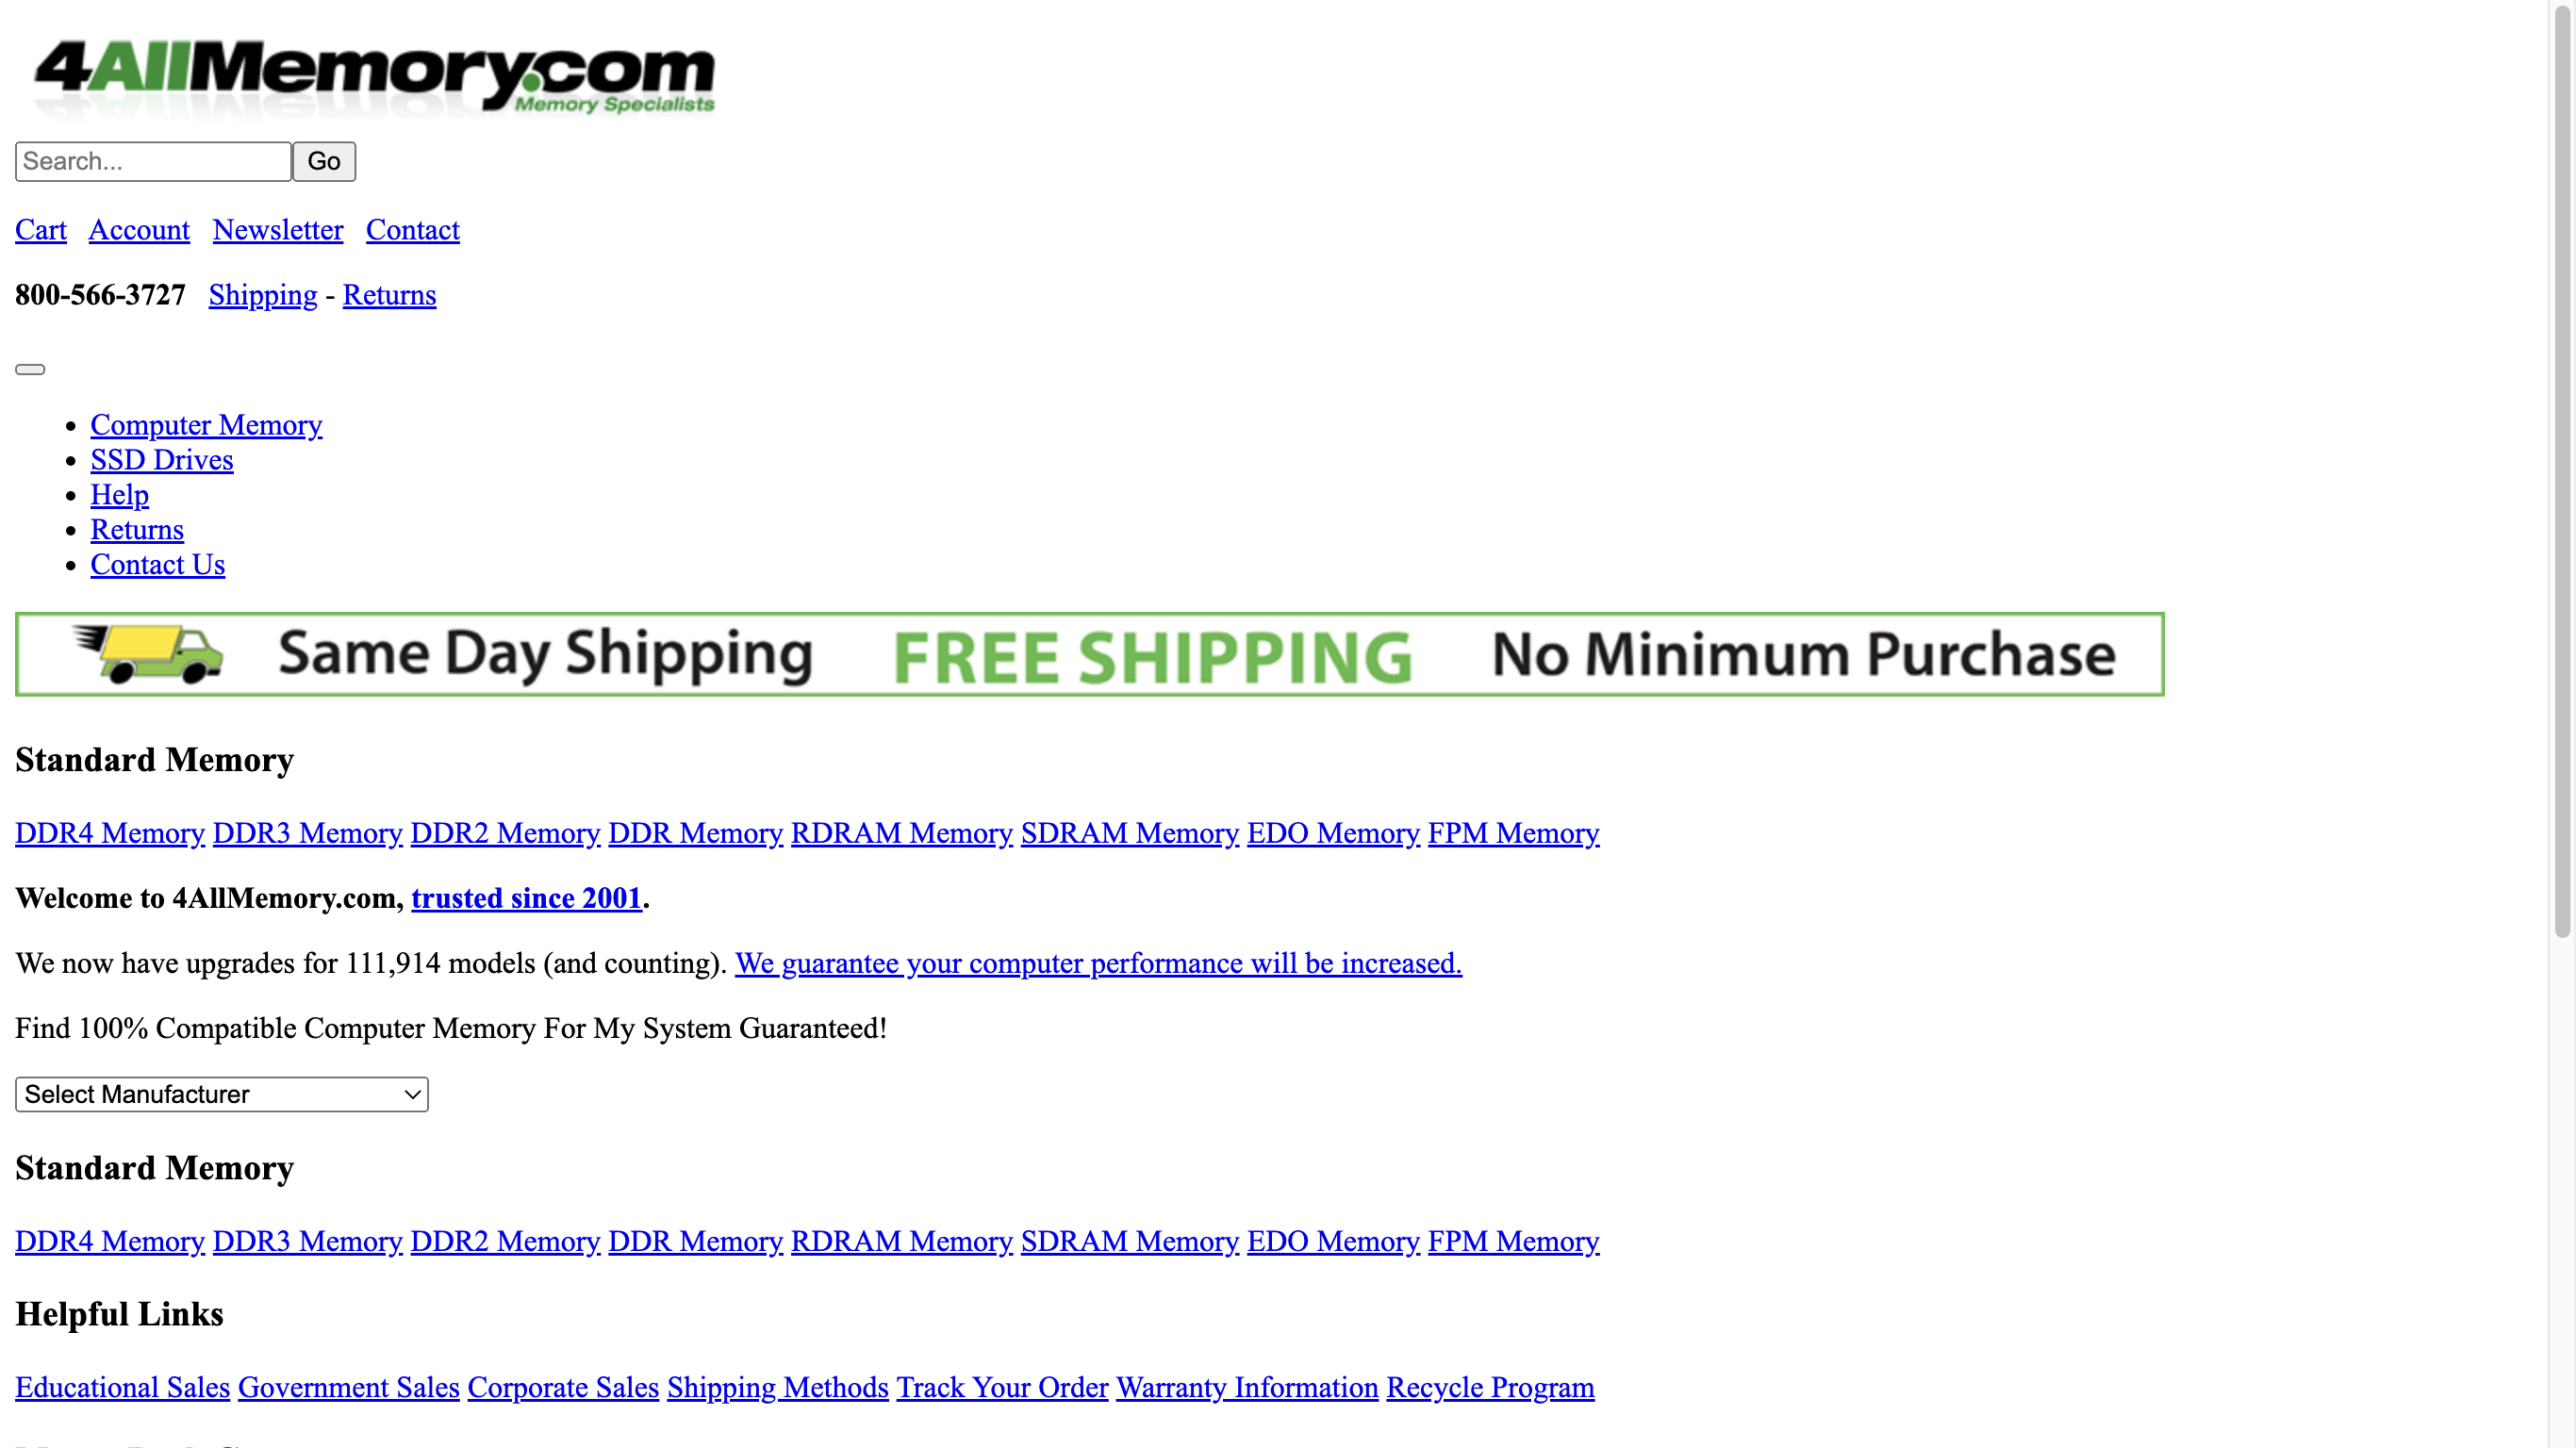 4AllMemory.com
Memory Specialists
Search... Go
Cart Account Newsletter Contact
800-566-3727 Shipping - Returns
Computer Memory
SSD Drives
Help
Returns
Contact Us
Same Day Shipping FREE SHIPPING No Minimum Purchase
Standard Memory
DDR4 Memory DDR3 Memory DDR2 Memory DDR Memory RDRAM Memory SDRAM Memory EDO Memory FPM Memory
Welcome to 4AllMemory.com, trusted since 2001.
We now have upgrades for 111,914 models (and counting). We guarantee your computer performance will be increased.
Find 100% Compatible Computer Memory For My System Guaranteed!
Select Manufacturer
Standard Memory
DDR4 Memory DDR3 Memory DDR2 Memory DDR Memory RDRAM Memory SDRAM Memory EDO Memory FPM Memory
Helpful Links
Educational Sales Government Sales Corporate Sales Shipping Methods Track Your Order Warranty Information Recycle Program